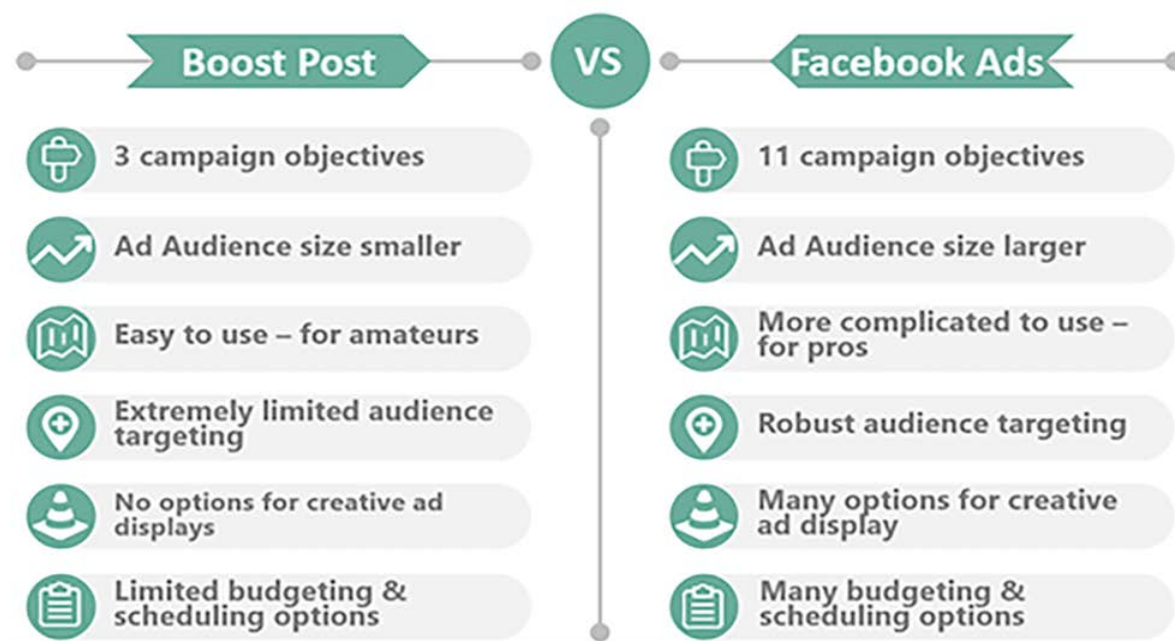 Boost Post
VS
Facebook Ads
3 campaign objectives
11 campaign objectives
Ad Audience size smaller
Ad Audience size larger
Easy to use – for amateurs
More complicated to use –
for pros
Extremely limited audience
targeting
Robust audience targeting
No options for creative ad
displays
Many options for creative
ad display
Limited budgeting &
scheduling options
Many budgeting &
scheduling options